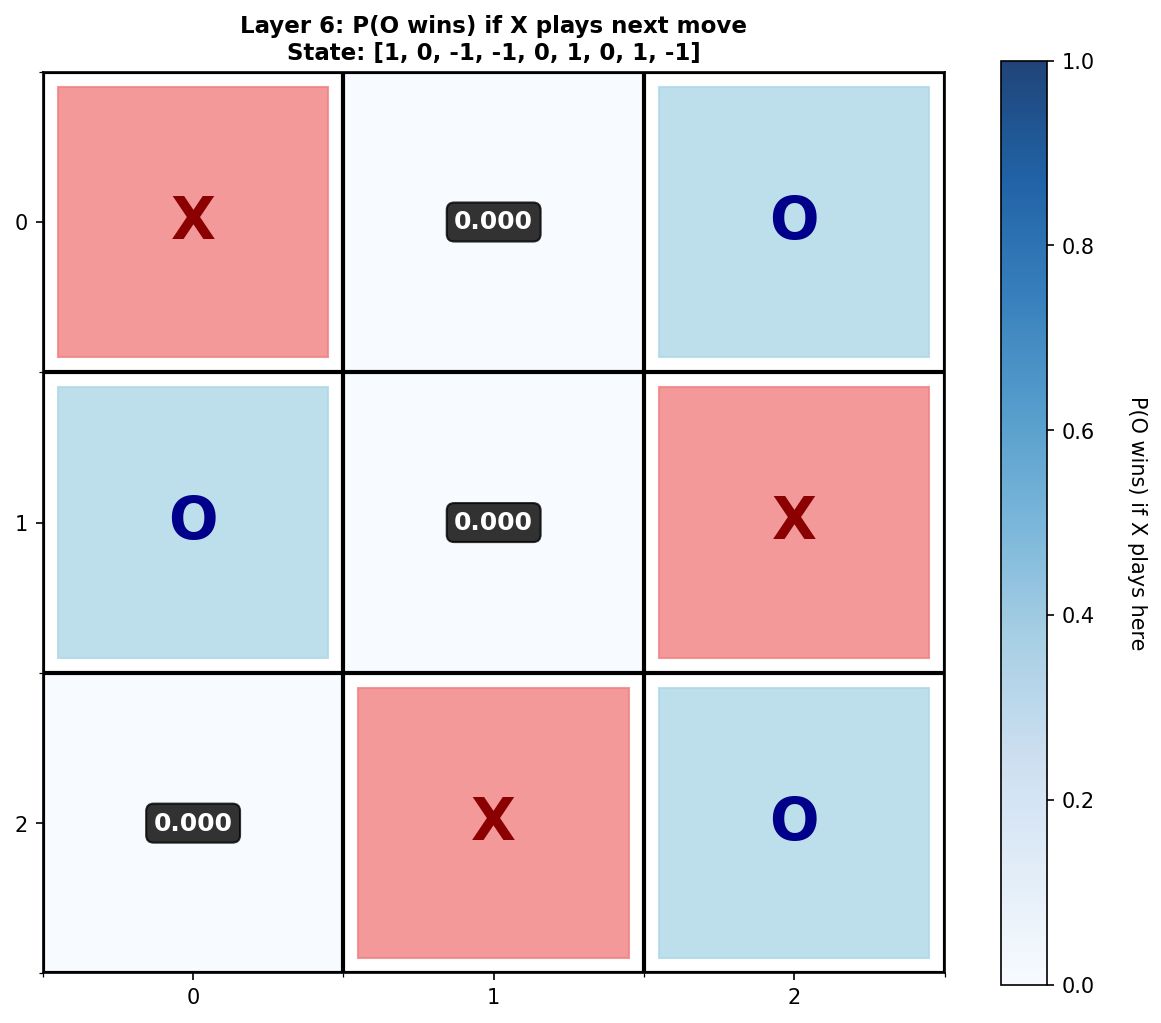 Layer 6: P(O wins) if X plays next move
State: [1, 0, -1, -1, 0, 1, 0, 1, -1]
0
X
0.000
O
1
O
0.000
X
2
0.000
X
O
0
1
2
1.0
0.8
0.6
0.4
0.2
0.0
P(O wins) if X plays here